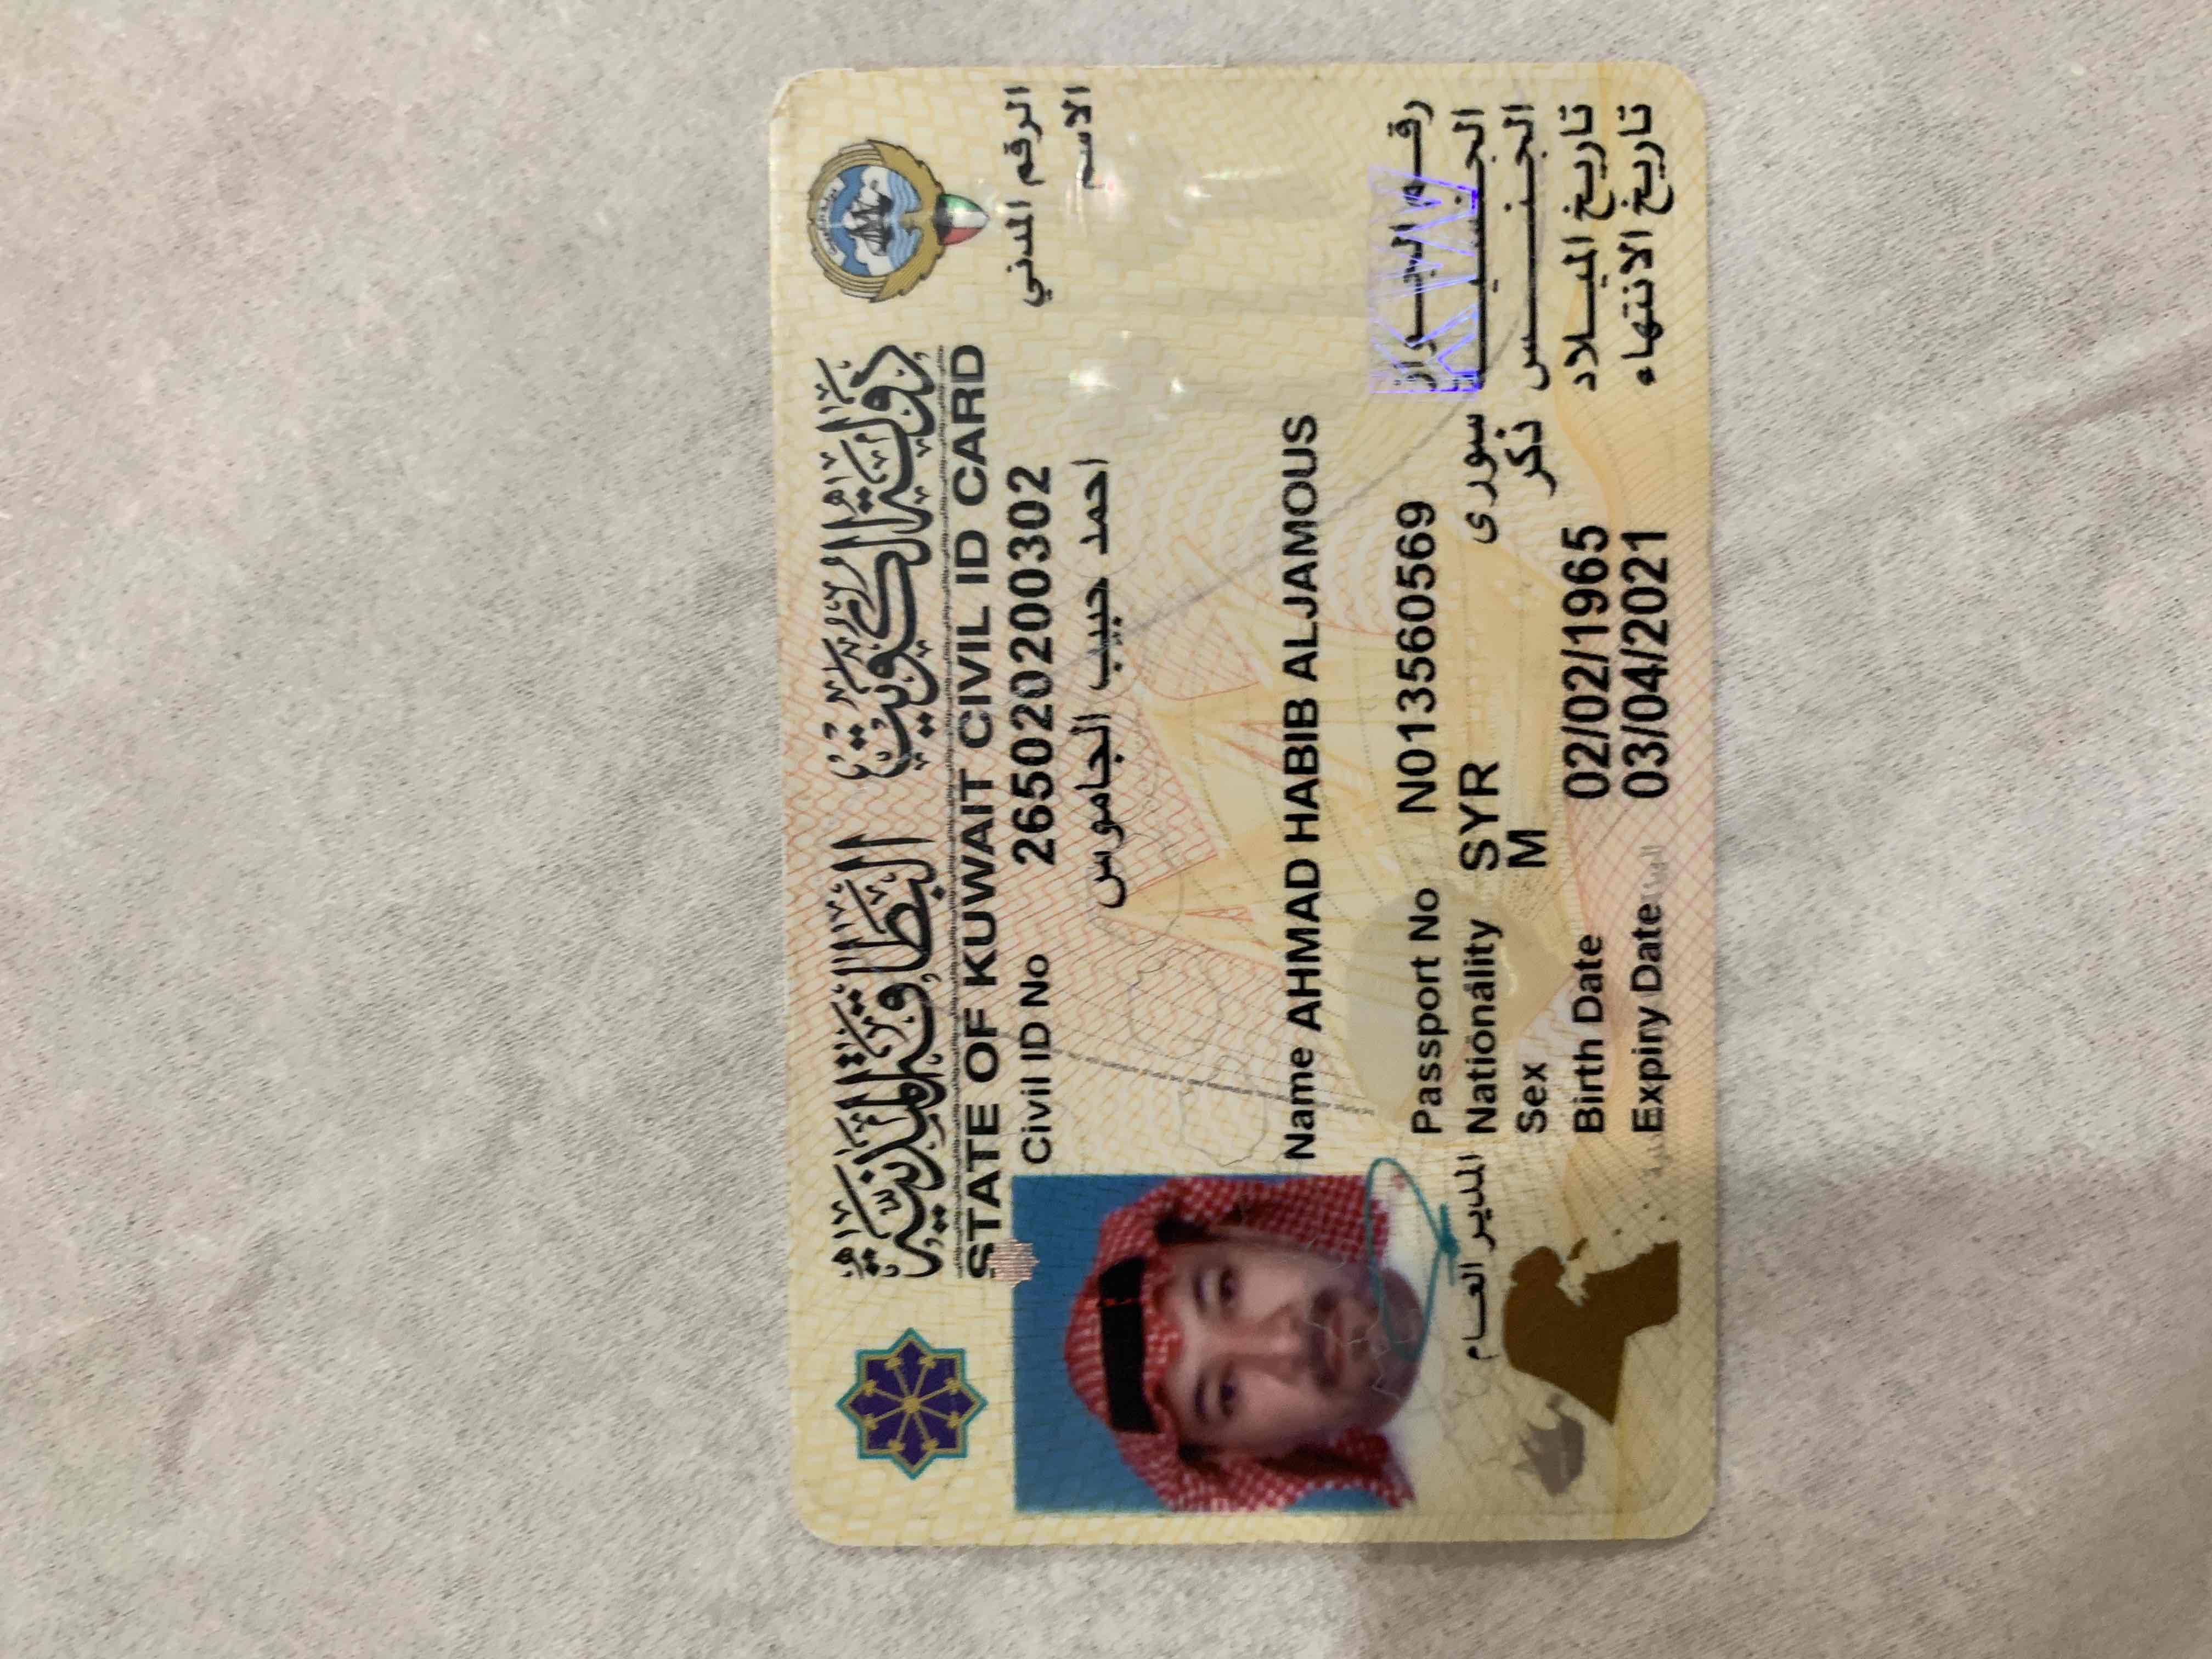 البطاقة المدنية دولة الكويت
STATE OF KUWAIT CIVIL ID CARD
Civil ID No 265020200302 الرقم المدني
احمد حبيب الجاموس الاسم
Name AHMAD HABIB ALJAMOUS
Passport No N013560569 رقم الجواز
Nationality SYR سورى الجنسية
Sex M ذكر الجنس
Birth Date 02/02/1965 تاريخ الميلاد
Expiry Date 03/04/2021 تاريخ الانتهاء
المدير العام
KWT